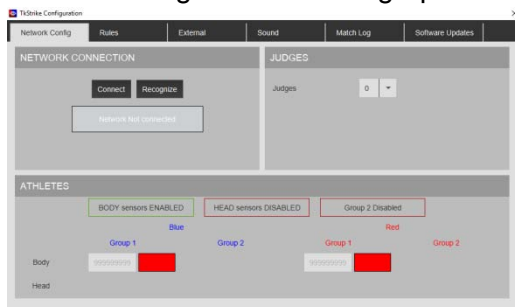 TkStrike Configuration
Network Config Rules External Sound Match Log Software Updates
NETWORK CONNECTION JUDGES
Connect Recognize Judges 0
Network Not connected
ATHLETES
BODY sensors ENABLED HEAD sensors DISABLED Group 2 Disabled
Blue Red
Group 1 Group 2 Group 1 Group 2
Body 999999999 999999999
Head